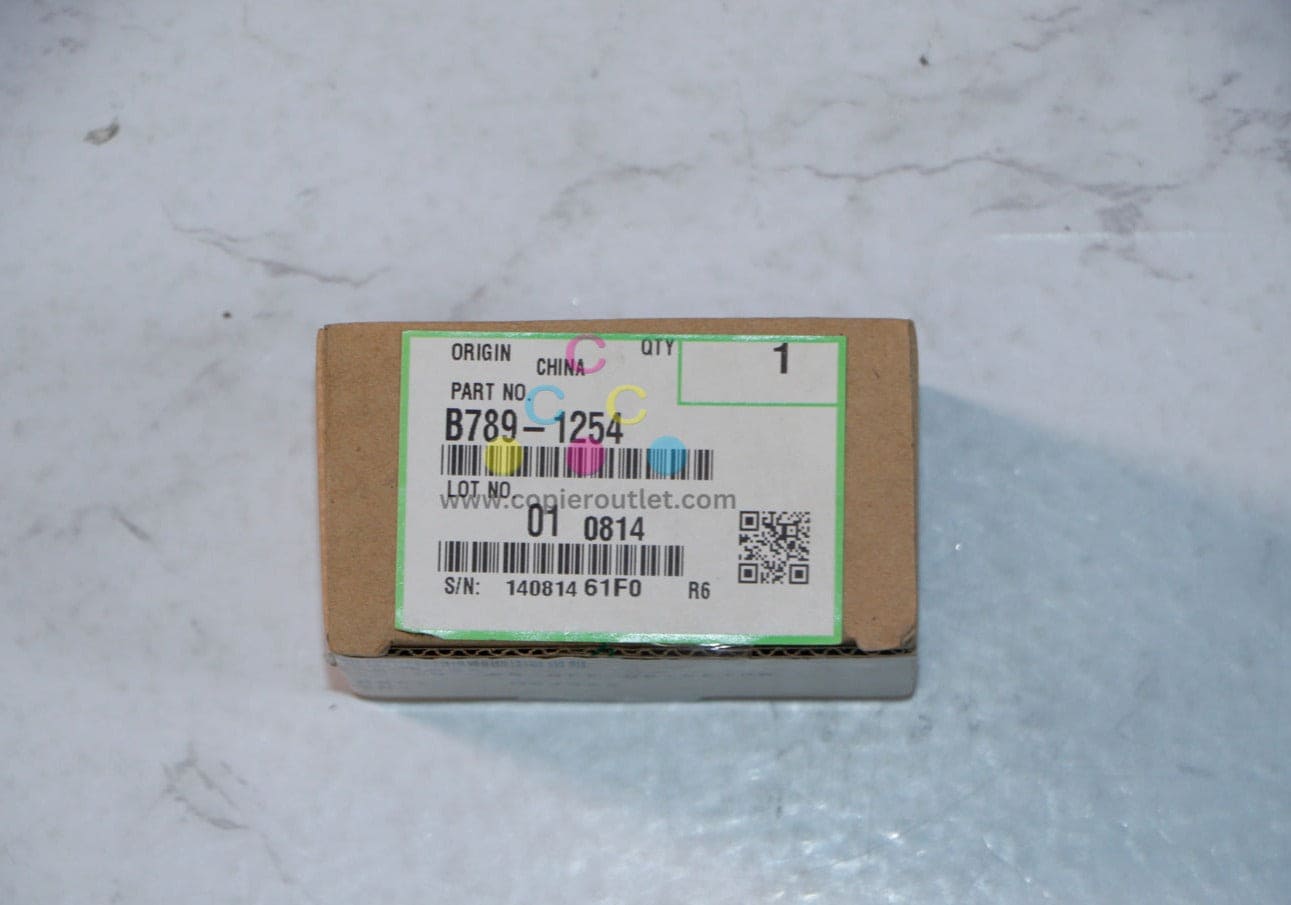 ORIGIN CHINA QTY 1
PART NO.
B789-1254
LOT NO.
01 0814
S/N: 140814 61F0 R6
C
C C
www.copieroutlet.com